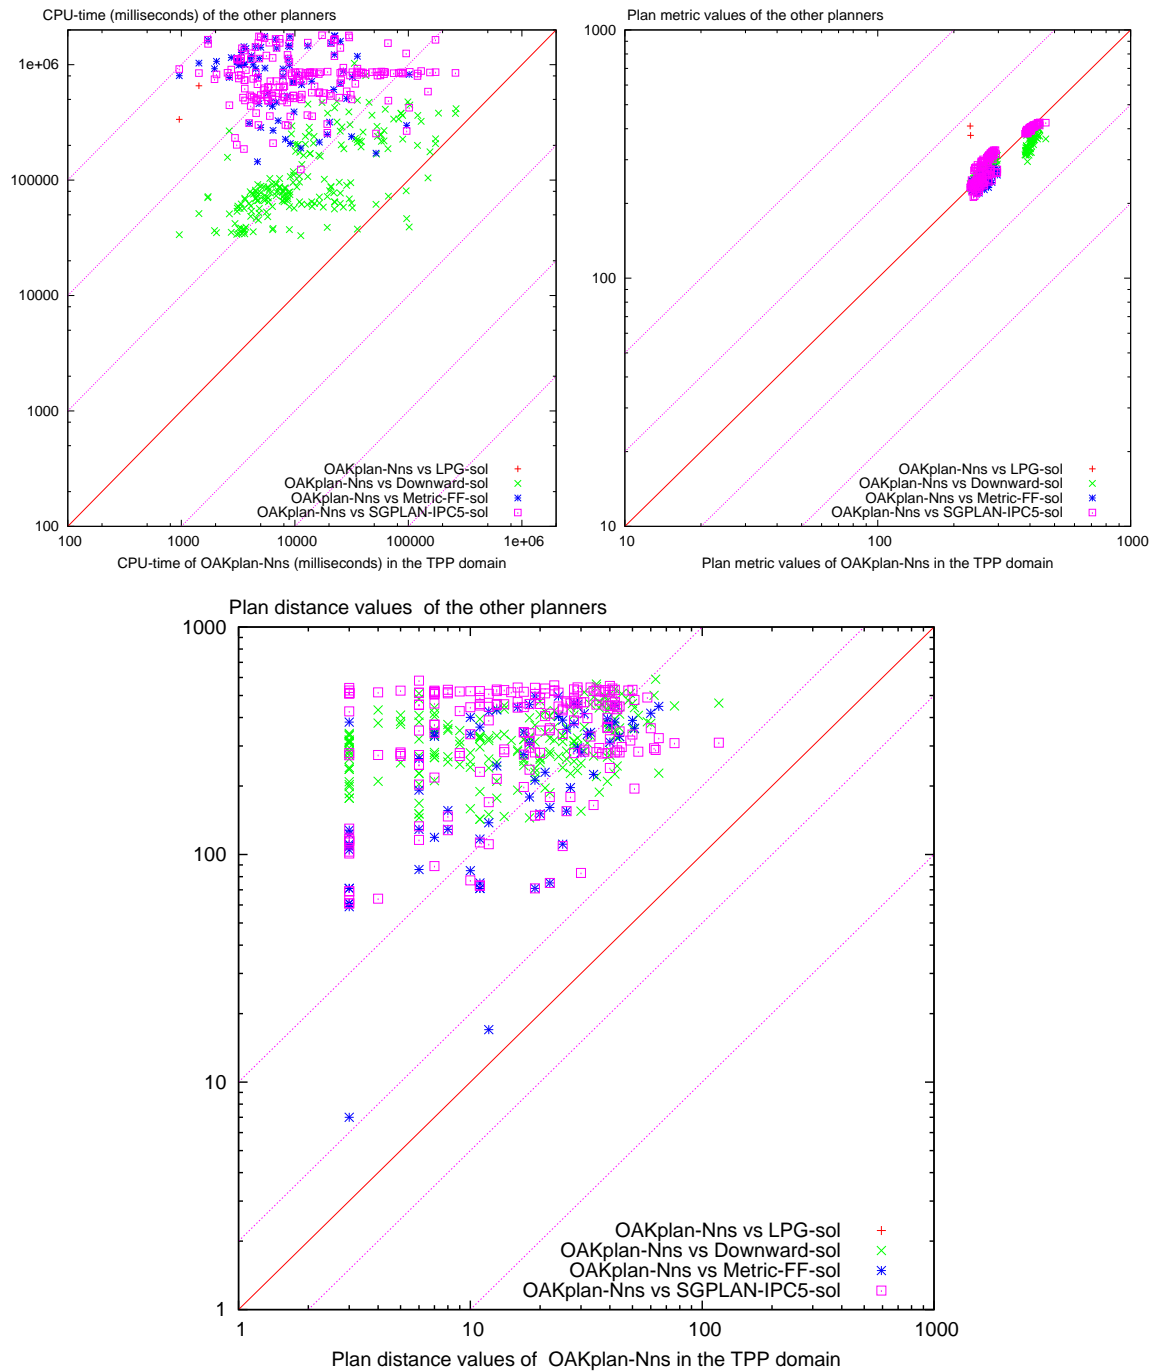 CPU-time (milliseconds) of the other planners
1e+06
100000
10000
1000
100
100 1000 10000 100000 1e+06
OAKplan-Nns vs LPG-sol
OAKplan-Nns vs Downward-sol
OAKplan-Nns vs Metric-FF-sol
OAKplan-Nns vs SGPLAN-IPC5-sol
CPU-time of OAKplan-Nns (milliseconds) in the TPP domain
Plan metric values of the other planners
1000
100
10
10 100 1000
OAKplan-Nns vs LPG-sol
OAKplan-Nns vs Downward-sol
OAKplan-Nns vs Metric-FF-sol
OAKplan-Nns vs SGPLAN-IPC5-sol
Plan metric values of OAKplan-Nns in the TPP domain
Plan distance values of the other planners
1000
100
10
1
1 10 100 1000
OAKplan-Nns vs LPG-sol
OAKplan-Nns vs Downward-sol
OAKplan-Nns vs Metric-FF-sol
OAKplan-Nns vs SGPLAN-IPC5-sol
Plan distance values of OAKplan-Nns in the TPP domain